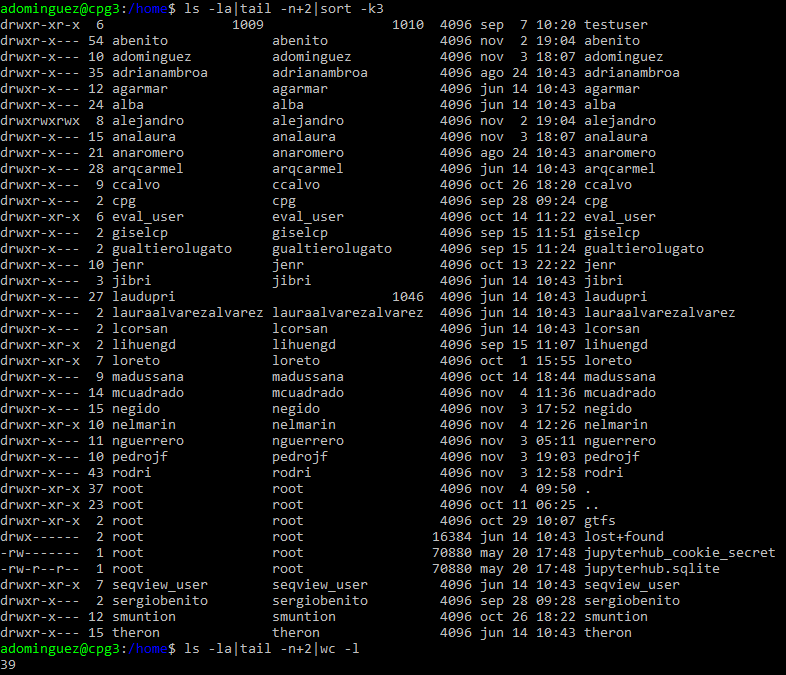 adominguez@cpg3:/home$ ls -la|tail -n+2|sort -k3
drwxr-xr-x  6                1009                1010  4096 sep  7 10:20 testuser
drwxr-x--- 54 abenito             abenito              4096 nov  2 19:04 abenito
drwxr-x--- 10 adominguez          adominguez           4096 nov  3 18:07 adominguez
drwxr-x--- 35 adrianambroa        adrianambroa         4096 ago 24 10:43 adrianambroa
drwxr-x--- 12 agarmar             agarmar              4096 jun 14 10:43 agarmar
drwxr-x--- 24 alba                alba                 4096 jun 14 10:43 alba
drwxrwxrwx  8 alejandro           alejandro            4096 nov  2 19:04 alejandro
drwxr-x--- 15 analaura            analaura             4096 nov  3 18:07 analaura
drwxr-x--- 21 anaromero           anaromero            4096 ago 24 10:43 anaromero
drwxr-x--- 28 arqcarmel           arqcarmel            4096 jun 14 10:43 arqcarmel
drwxr-x---  9 ccalvo              ccalvo               4096 oct 26 18:20 ccalvo
drwxr-x---  2 cpg                 cpg                  4096 sep 28 09:24 cpg
drwxr-xr-x  6 eval_user           eval_user            4096 oct 14 11:22 eval_user
drwxr-x---  2 giselcp             giselcp              4096 sep 15 11:51 giselcp
drwxr-x---  2 gualtierolugato     gualtierolugato      4096 sep 15 11:24 gualtierolugato
drwxr-x--- 10 jenr                jenr                 4096 oct 13 22:22 jenr
drwxr-x---  3 jibri               jibri                4096 jun 14 10:43 jibri
drwxr-x--- 27 laudupri                           1046  4096 jun 14 10:43 laudupri
drwxr-x---  2 lauraalvarezalvarez lauraalvarezalvarez  4096 jun 14 10:43 lauraalvarezalvarez
drwxr-x---  2 lcorsan             lcorsan              4096 jun 14 10:43 lcorsan
drwxr-xr-x  2 lihuengd            lihuengd             4096 sep 15 11:07 lihuengd
drwxr-xr-x  7 loreto              loreto               4096 oct  1 15:55 loreto
drwxr-x---  9 madussana           madussana            4096 oct 14 18:44 madussana
drwxr-x--- 14 mcuadrado           mcuadrado            4096 nov  4 11:36 mcuadrado
drwxr-x--- 15 negido              negido               4096 nov  3 17:52 negido
drwxr-xr-x 10 nelmarin            nelmarin             4096 nov  4 12:26 nelmarin
drwxr-x--- 11 nguerrero           nguerrero            4096 nov  3 05:11 nguerrero
drwxr-x--- 10 pedrojf             pedrojf              4096 nov  3 19:03 pedrojf
drwxr-x--- 43 rodri               rodri                4096 nov  3 12:58 rodri
drwxr-xr-x 37 root                root                 4096 nov  4 09:50 .
drwxr-xr-x 23 root                root                 4096 oct 11 06:25 ..
drwxr-xr-x  2 root                root                 4096 oct 29 10:07 gtfs
drwx------  2 root                root                16384 jun 14 10:43 lost+found
-rw-------  1 root                root                70880 may 20 17:48 jupyterhub_cookie_secret
-rw-r--r--  1 root                root                70880 may 20 17:48 jupyterhub.sqlite
drwxr-xr-x  7 seqview_user        seqview_user         4096 jun 14 10:43 seqview_user
drwxr-x---  2 sergiobenito        sergiobenito         4096 sep 28 09:28 sergiobenito
drwxr-x--- 12 smuntion            smuntion             4096 oct 26 18:22 smuntion
drwxr-x--- 15 theron              theron               4096 jun 14 10:43 theron
adominguez@cpg3:/home$ ls -la|tail -n+2|wc -l
39